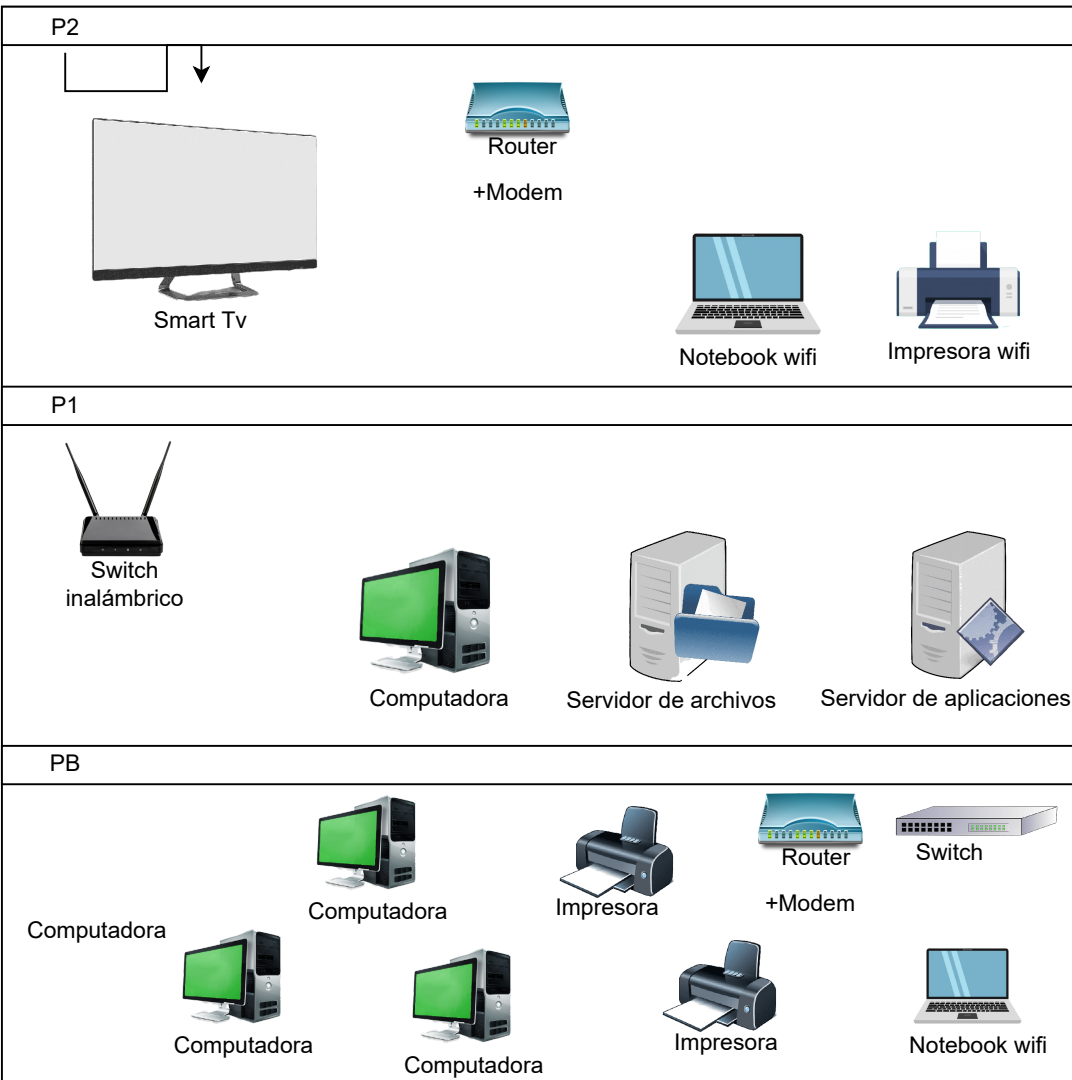 P2
Router
+Modem
Smart Tv
Notebook wifi
Impresora wifi
P1
Switch
inalámbrico
Computadora
Servidor de archivos
Servidor de aplicaciones
PB
Computadora
Computadora
Impresora
Router
+Modem
Switch
Computadora
Computadora
Impresora
Notebook wifi